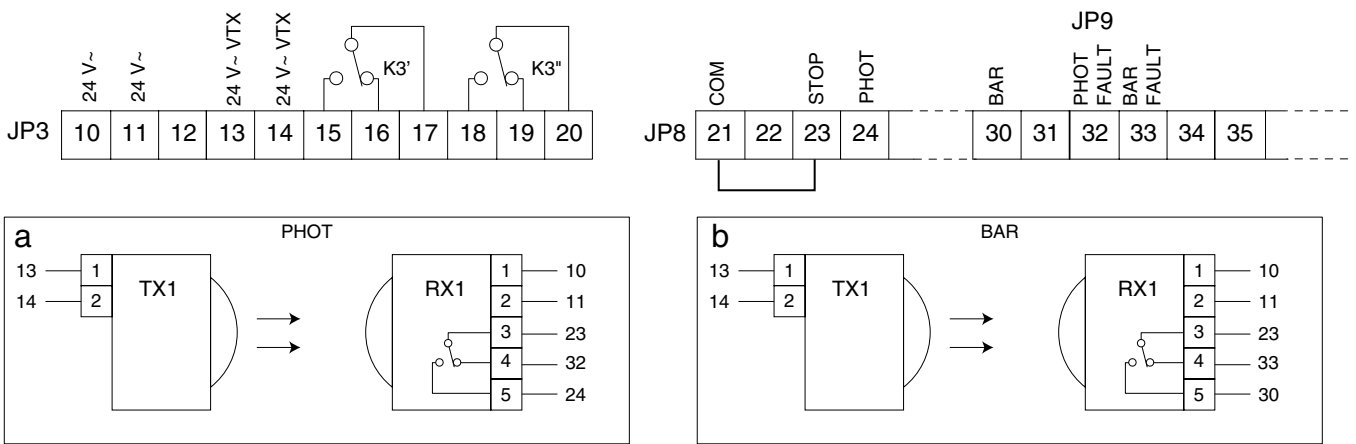 24 V~ 24 V~ 24 V~ VTX 24 V~ VTX K3' K3"
JP3 10 11 12 13 14 15 16 17 18 19 20
JP9
COM STOP PHOT BAR PHOT FAULT BAR FAULT
JP8 21 22 23 24 30 31 32 33 34 35
a PHOT
13 1 TX1 RX1 1 10
14 2 2 11
3 23
4 32
5 24
b BAR
13 1 TX1 RX1 1 10
14 2 2 11
3 23
4 33
5 30